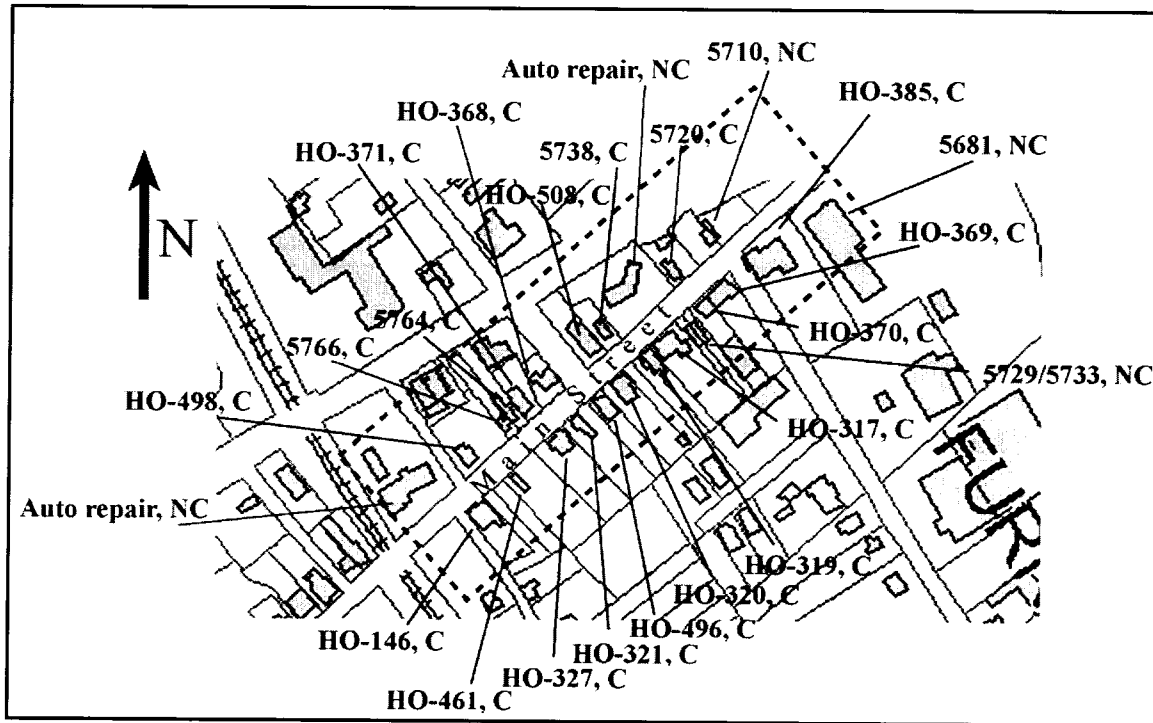 5710, NC
Auto repair, NC
HO-385, C
HO-368, C
5720, C
5681, NC
HO-371, C
5738, C
HO-508, C
N
HO-369, C
5764, C
HO-370, C
5766, C
Main Street
5729/5733, NC
HO-498, C
HO-317, C
FUR
Auto repair, NC
HO-319, C
HO-320, C
HO-146, C
HO-496, C
HO-321, C
HO-327, C
HO-461, C